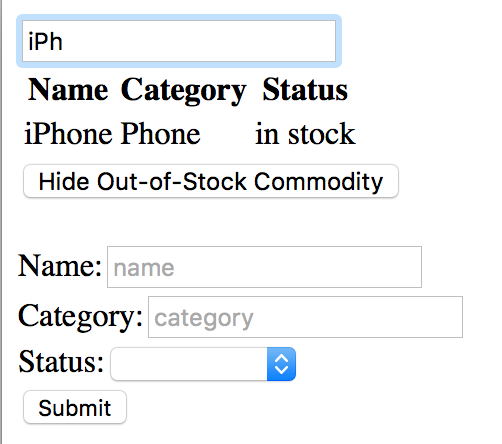 iPh
Name Category Status
iPhone Phone in stock
Hide Out-of-Stock Commodity
Name: name
Category: category
Status:
Submit